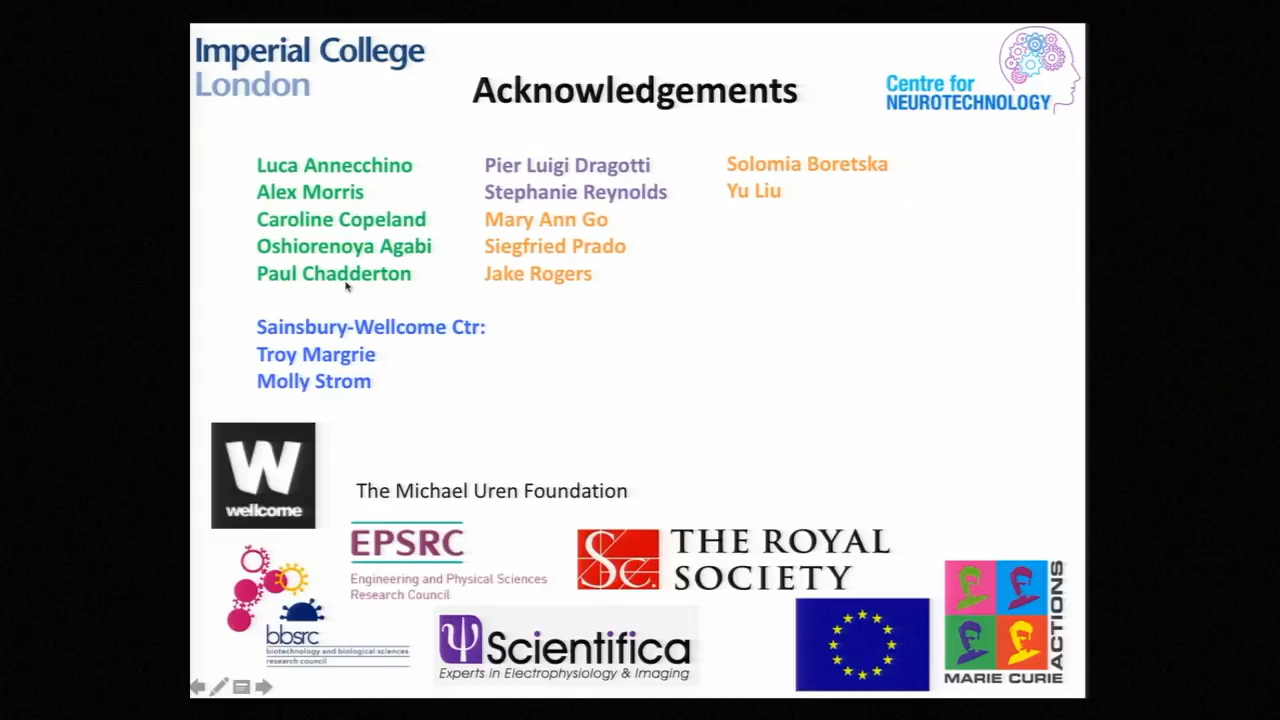 Imperial College
London
Acknowledgements
Centre for
NEUROTECHNOLOGY
Luca Annecchino
Alex Morris
Caroline Copeland
Oshiorenoya Agabi
Paul Chadderton
Pier Luigi Dragotti
Stephanie Reynolds
Mary Ann Go
Siegfried Prado
Jake Rogers
Solomia Boretska
Yu Liu
Sainsbury-Wellcome Ctr:
Troy Margrie
Molly Strom
W
wellcome
The Michael Uren Foundation
EPSRC
Engineering and Physical Sciences
Research Council
Sc.
THE ROYAL
SOCIETY
bbsrc
biotechnology and biological sciences
research council
Ψ Scientifica
Experts in Electrophysiology & Imaging
MARIE CURIE
ACTIONS